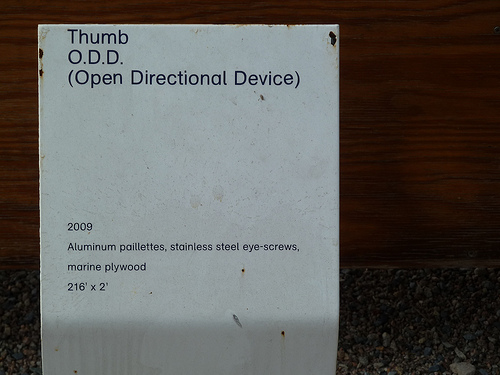 Thumb
O.D.D.
(Open Directional Device)
2009
Aluminum paillettes, stainless steel eye-screws,
marine plywood
216' x 2'